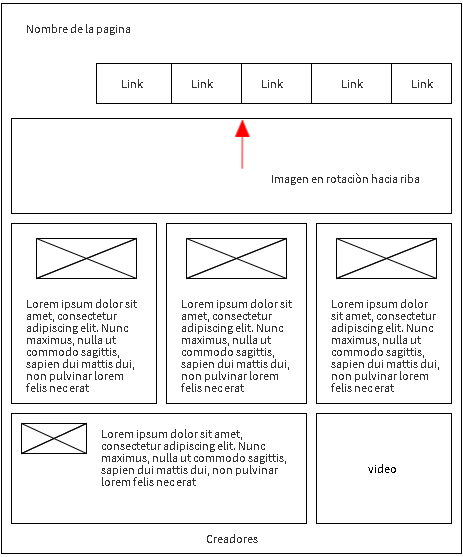 Nombre de la pagina
Link Link Link Link Link
Imagen en rotaciòn hacia riba
Lorem ipsum dolor sit
amet, consectetur
adipiscing elit. Nunc
maximus, nulla ut
commodo sagittis,
sapien dui mattis dui,
non pulvinar lorem
felis nec erat
Lorem ipsum dolor sit
amet, consectetur
adipiscing elit. Nunc
maximus, nulla ut
commodo sagittis,
sapien dui mattis dui,
non pulvinar lorem
felis nec erat
Lorem ipsum dolor
sit amet, consectetur
adipiscing elit. Nunc
maximus, nulla ut
commodo sagittis,
sapien dui mattis dui,
non pulvinar lorem
felis nec erat
Lorem ipsum dolor sit amet,
consectetur adipiscing elit. Nunc
maximus, nulla ut commodo sagittis,
sapien dui mattis dui, non pulvinar
lorem felis nec erat
video
Creadores